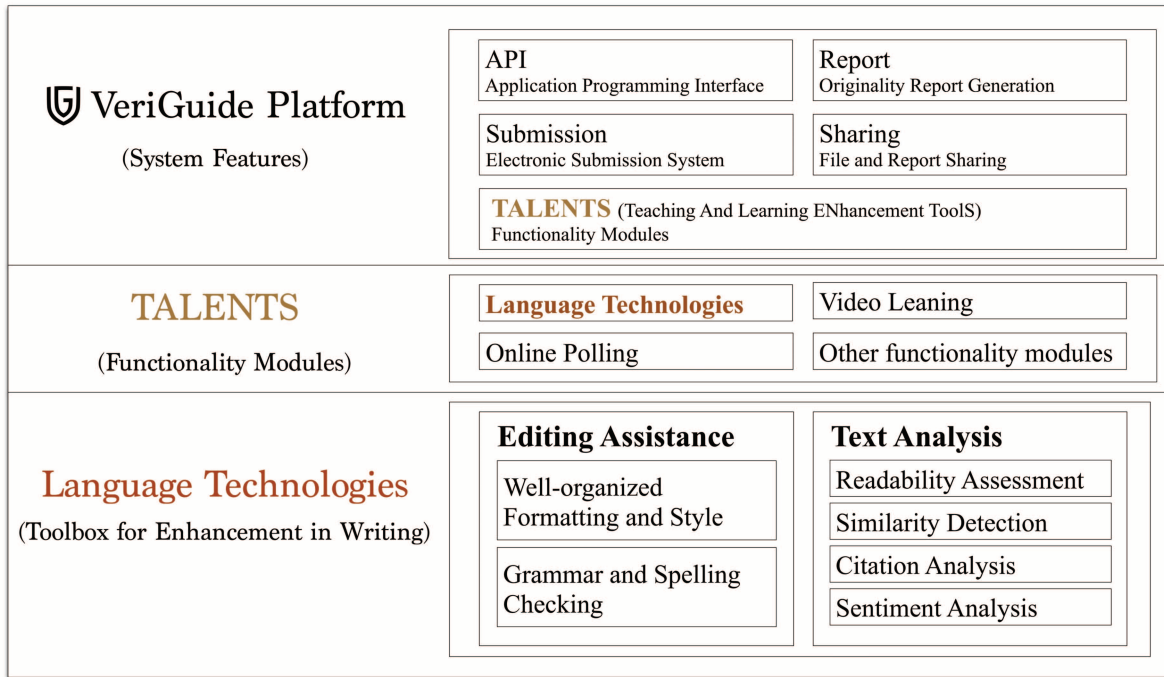 VeriGuide Platform
(System Features)
API
Application Programming Interface
Report
Originality Report Generation
Submission
Electronic Submission System
Sharing
File and Report Sharing
TALENTS (Teaching And Learning ENhancement ToolS)
Functionality Modules
TALENTS
(Functionality Modules)
Language Technologies
Video Leaning
Online Polling
Other functionality modules
Language Technologies
(Toolbox for Enhancement in Writing)
Editing Assistance
Well-organized
Formatting and Style
Grammar and Spelling
Checking
Text Analysis
Readability Assessment
Similarity Detection
Citation Analysis
Sentiment Analysis